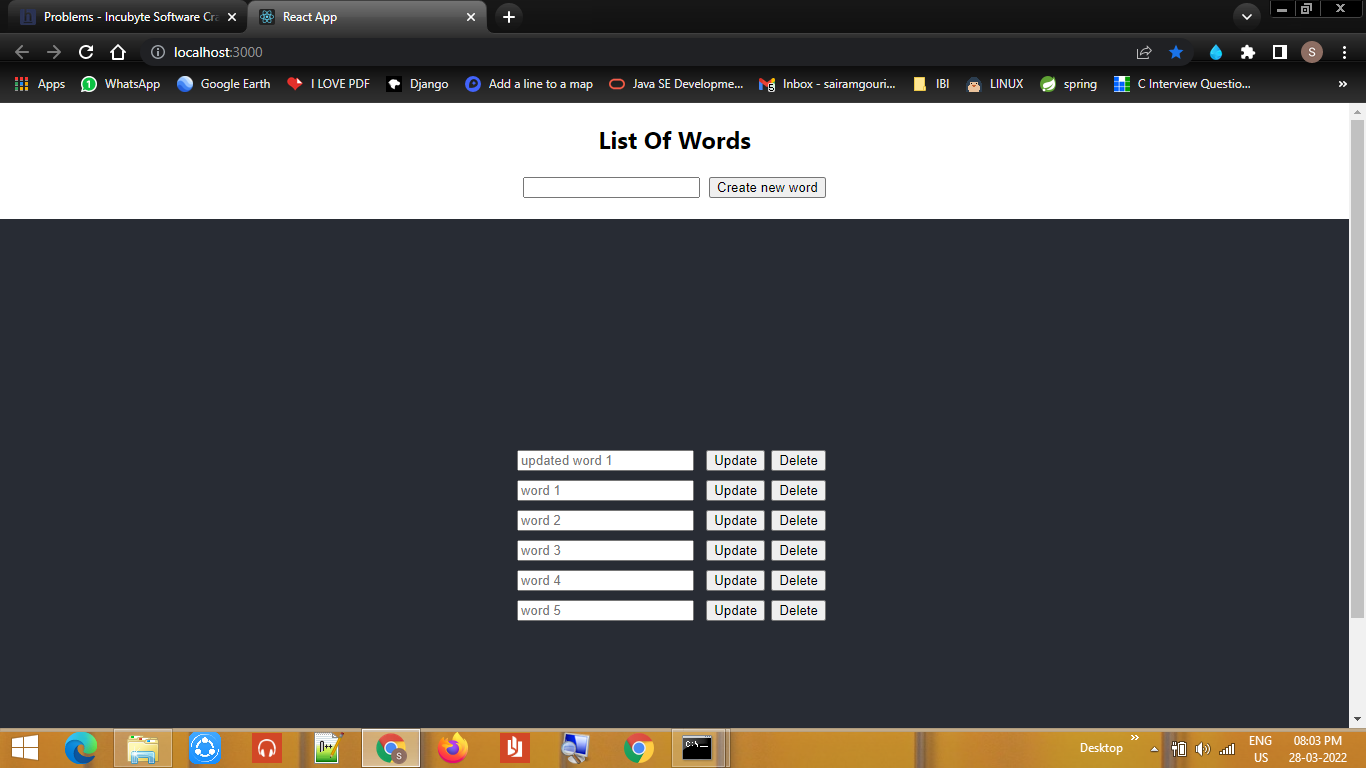 Problems - Incubyte Software Cra
React App
localhost:3000
S
Apps WhatsApp Google Earth I LOVE PDF Django Add a line to a map Java SE Developme... Inbox - sairamgouri... IBI LINUX spring C Interview Questio... »
List Of Words
Create new word
updated word 1 Update Delete
word 1 Update Delete
word 2 Update Delete
word 3 Update Delete
word 4 Update Delete
word 5 Update Delete
Desktop » ENG 08:03 PM
US 28-03-2022